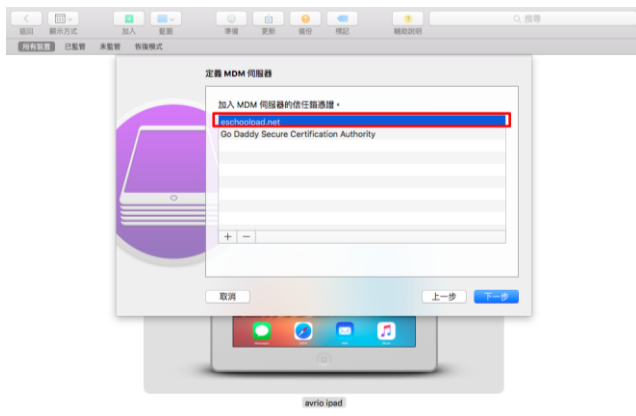 返回 顯示方式 加入 藍圖 準備 更新 備份 標記 輔助說明 搜尋
所有裝置 已監管 未監管 恢復模式
定義 MDM 伺服器
加入 MDM 伺服器的信任錨憑證。
eschooload.net
Go Daddy Secure Certification Authority
取消 上一步 下一步
avrio ipad